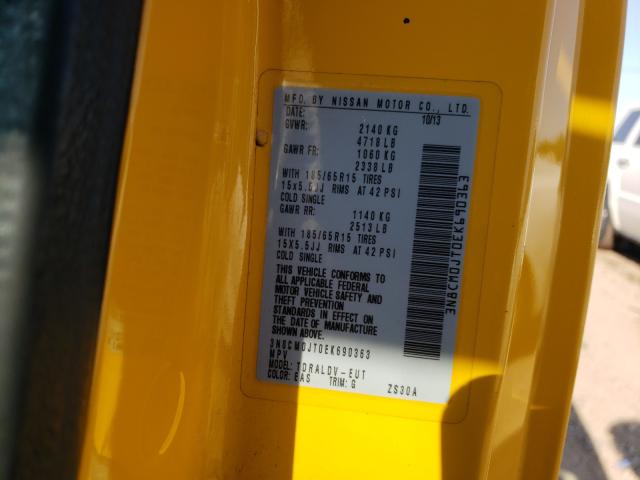 MFD. BY NISSAN MOTOR CO., LTD.
DATE: 10/13
GVWR: 2140 KG
4718 LB
GAWR FR: 1060 KG
2338 LB
WITH 185/65R15 TIRES
15x5.5JJ RIMS AT 42 PSI
COLD SINGLE
GAWR RR: 1140 KG
2513 LB
WITH 185/65R15 TIRES
15X5.5JJ RIMS AT 42 PSI
COLD SINGLE
THIS VEHICLE CONFORMS TO
ALL APPLICABLE FEDERAL
MOTOR VEHICLE SAFETY AND
THEFT PREVENTION
STANDARDS IN EFFECT ON
THE DATE OF MANUFACTURE
SHOWN ABOVE.
3N8CM0JT0EK690363
MPV
MODEL: TDRALDV-EUT
COLOR: EAS TRIM: G ZS30A
3N8CM0JT0EK690363